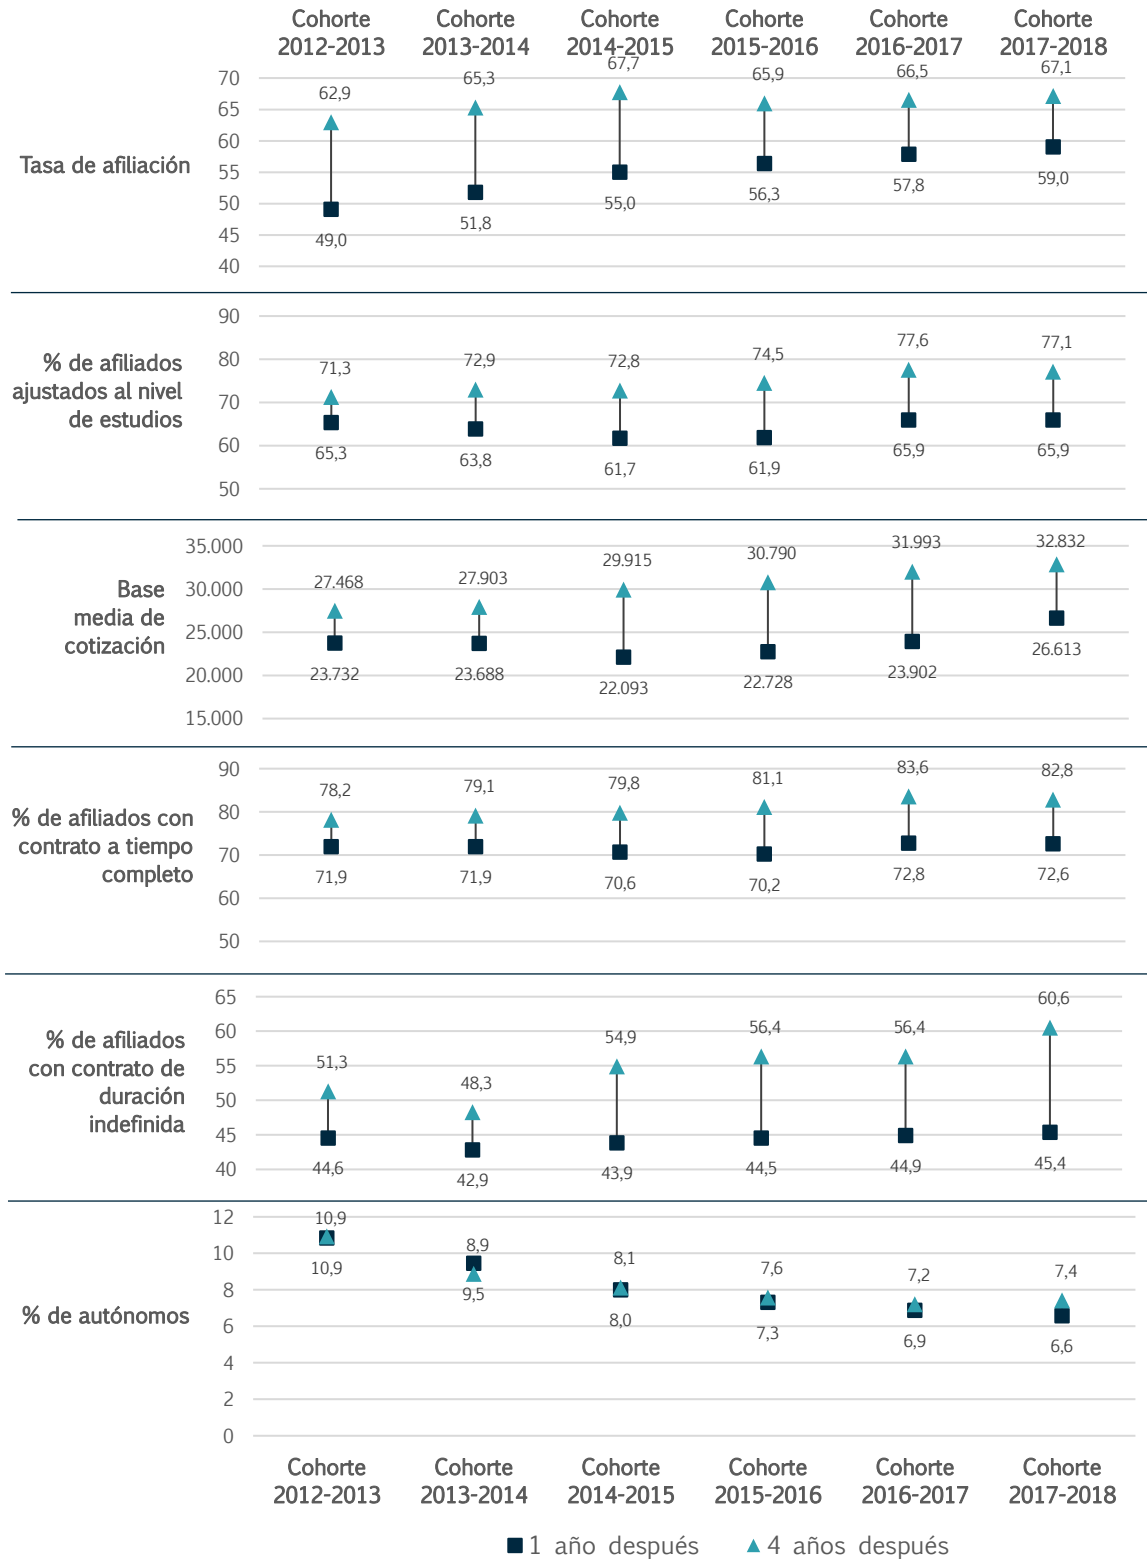 Cohorte Cohorte Cohorte Cohorte Cohorte Cohorte
2012-2013 2013-2014 2014-2015 2015-2016 2016-2017 2017-2018
Tasa de afiliación
70
65
60
55
50
45
40
62,9 65,3 67,7 65,9 66,5 67,1
49,0 51,8 55,0 56,3 57,8 59,0
% de afiliados
ajustados al nivel
de estudios
90
80
70
60
50
71,3 72,9 72,8 74,5 77,6 77,1
65,3 63,8 61,7 61,9 65,9 65,9
Base
media de
cotización
35.000
30.000
25.000
20.000
15.000
27.468 27.903 29.915 30.790 31.993 32.832
23.732 23.688 22.093 22.728 23.902 26.613
% de afiliados con
contrato a tiempo
completo
90
80
70
60
50
78,2 79,1 79,8 81,1 83,6 82,8
71,9 71,9 70,6 70,2 72,8 72,6
% de afiliados
con contrato de
duración
indefinida
65
60
55
50
45
40
51,3 48,3 54,9 56,4 56,4 60,6
44,6 42,9 43,9 44,5 44,9 45,4
% de autónomos
12
10
8
6
4
2
0
10,9 8,9 8,1 7,6 7,2 7,4
10,9 9,5 8,0 7,3 6,9 6,6
Cohorte Cohorte Cohorte Cohorte Cohorte Cohorte
2012-2013 2013-2014 2014-2015 2015-2016 2016-2017 2017-2018
1 año después 4 años después